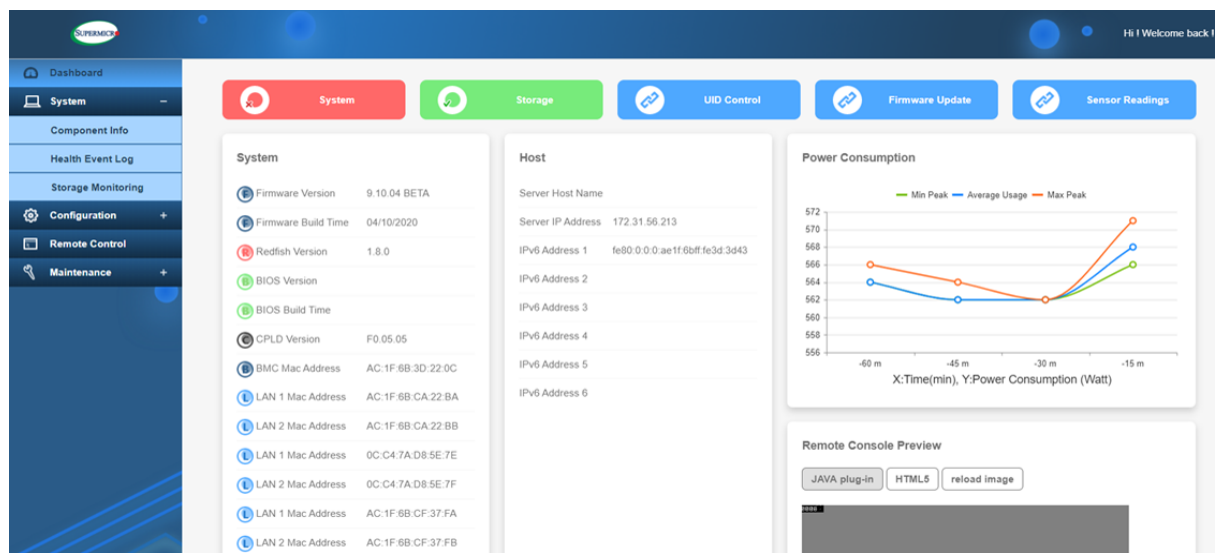 SUPERMICR
Hi ! Welcome back !
Dashboard
System −
Component Info
Health Event Log
Storage Monitoring
Configuration +
Remote Control
Maintenance +
System
Storage
UID Control
Firmware Update
Sensor Readings
System
Firmware Version 9.10.04 BETA
Firmware Build Time 04/10/2020
Redfish Version 1.8.0
BIOS Version
BIOS Build Time
CPLD Version F0.05.05
BMC Mac Address AC:1F:6B:3D:22:0C
LAN 1 Mac Address AC:1F:6B:CA:22:BA
LAN 2 Mac Address AC:1F:6B:CA:22:BB
LAN 1 Mac Address 0C:C4:7A:D8:5E:7E
LAN 2 Mac Address 0C:C4:7A:D8:5E:7F
LAN 1 Mac Address AC:1F:6B:CF:37:FA
LAN 2 Mac Address AC:1F:6B:CF:37:FB
Host
Server Host Name
Server IP Address 172.31.56.213
IPv6 Address 1 fe80:0:0:0:ae1f:6bff:fe3d:3d43
IPv6 Address 2
IPv6 Address 3
IPv6 Address 4
IPv6 Address 5
IPv6 Address 6
Power Consumption
Min Peak Average Usage Max Peak
572
570
568
566
564
562
560
558
556
-60 m -45 m -30 m -15 m
X:Time(min), Y:Power Consumption (Watt)
Remote Console Preview
JAVA plug-in HTML5 reload image